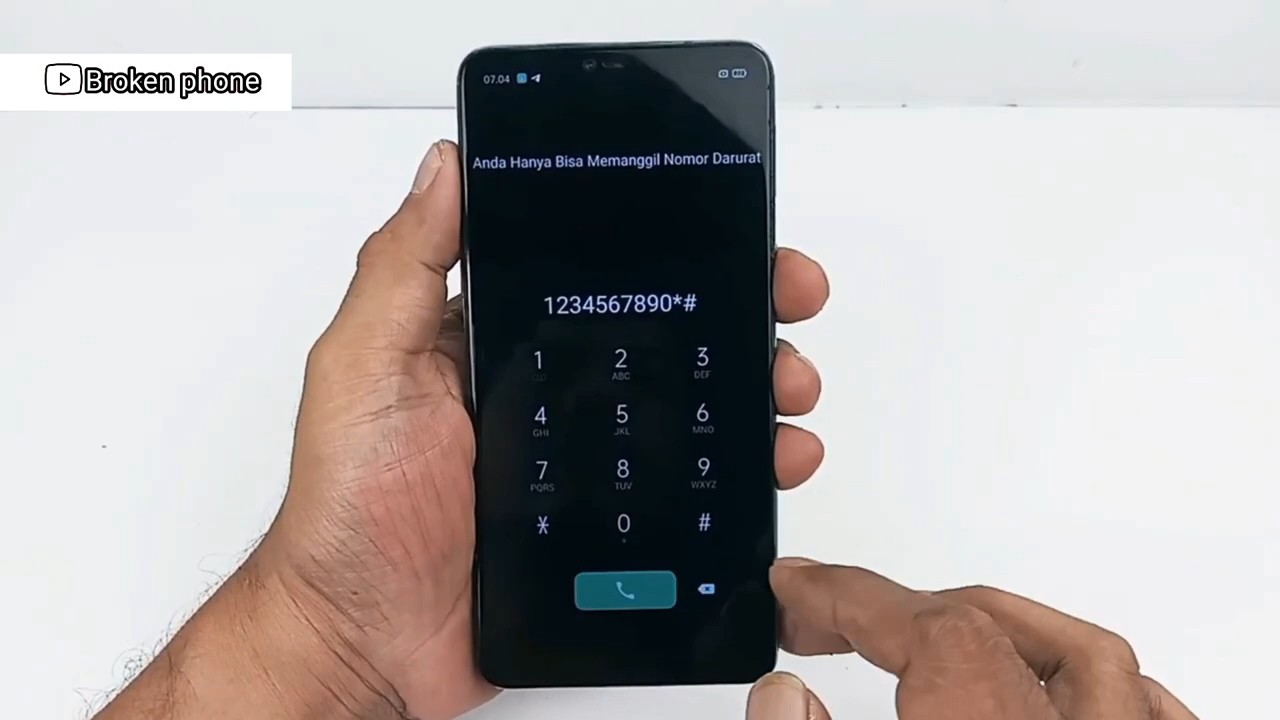 Broken phone
07.04
Anda Hanya Bisa Memanggil Nomor Darurat
1234567890*#
1 2 3
ABC DEF
4 5 6
GHI JKL MNO
7 8 9
PQRS TUV WXYZ
* 0 #
+